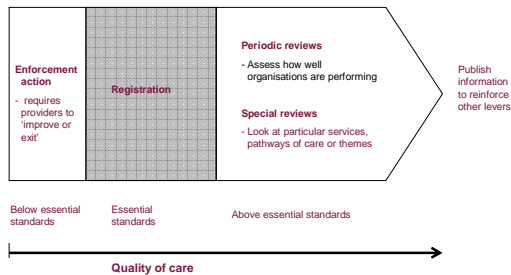 Enforcement
action
- requires
providers to
'improve or
exit'
Registration
Periodic reviews
- Assess how well
organisations are performing
Special reviews
- Look at particular services,
pathways of care or themes
Publish
information
to reinforce
other levers
Below essential
standards
Essential
standards
Above essential standards
Quality of care